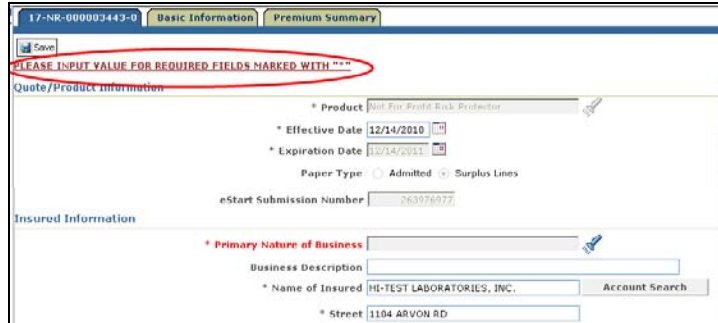 17-NR-000003443-0 Basic Information Premium Summary
Save
PLEASE INPUT VALUE FOR REQUIRED FIELDS MARKED WITH "*"
Quote/Product Information
* Product Not For Profit Risk Protector
* Effective Date 12/14/2010
* Expiration Date 12/14/2011
Paper Type Admitted Surplus Lines
eStart Submission Number 263976977
Insured Information
* Primary Nature of Business
Business Description
* Name of Insured HI-TEST LABORATORIES, INC. Account Search
* Street 1104 ARVON RD